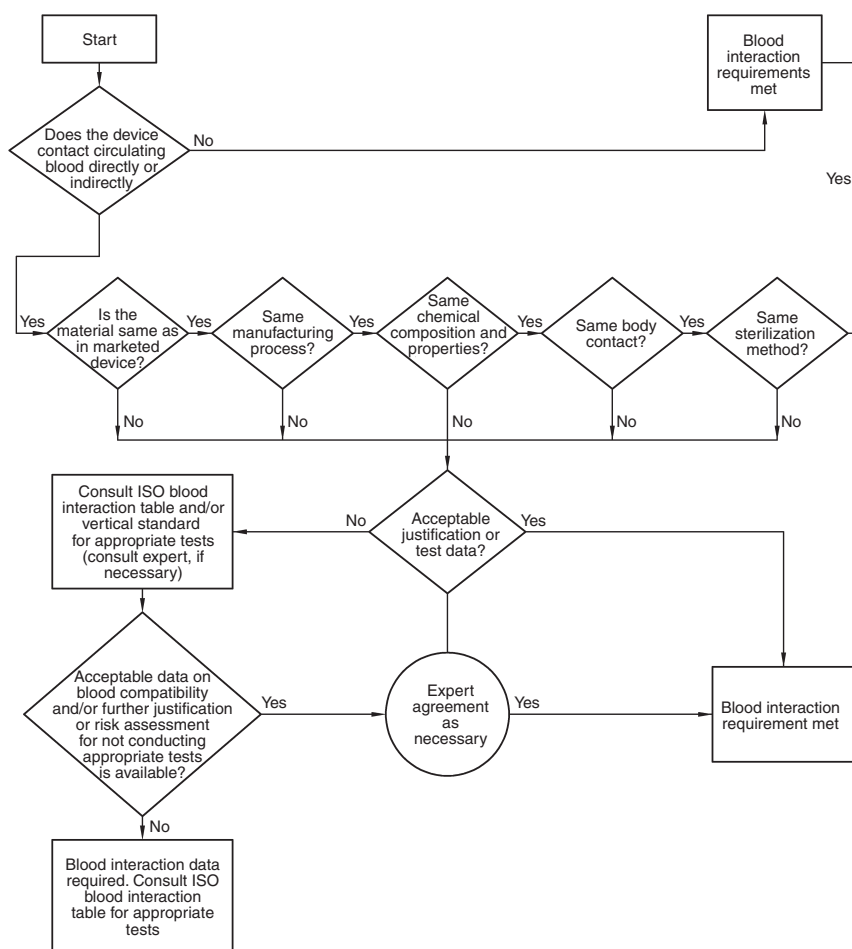 Start
Blood
interaction
requirements
met
Does the device
contact circulating
blood directly or
indirectly
No
Yes
Yes
Is the
material same as
in marketed
device?
Yes
Same
manufacturing
process?
Yes
Same
chemical
composition and
properties?
Yes
Same body
contact?
Yes
Same
sterilization
method?
No
No
No
No
No
Consult ISO blood
interaction table and/or
vertical standard
for appropriate tests
(consult expert, if
necessary)
No
Acceptable
justification or
test data?
Yes
Acceptable data on
blood compatibility
and/or further justification
or risk assessment
for not conducting
appropriate tests
is available?
Yes
Expert
agreement
as
necessary
Yes
Blood interaction
requirement met
No
Blood interaction data
required. Consult ISO
blood interaction
table for appropriate
tests